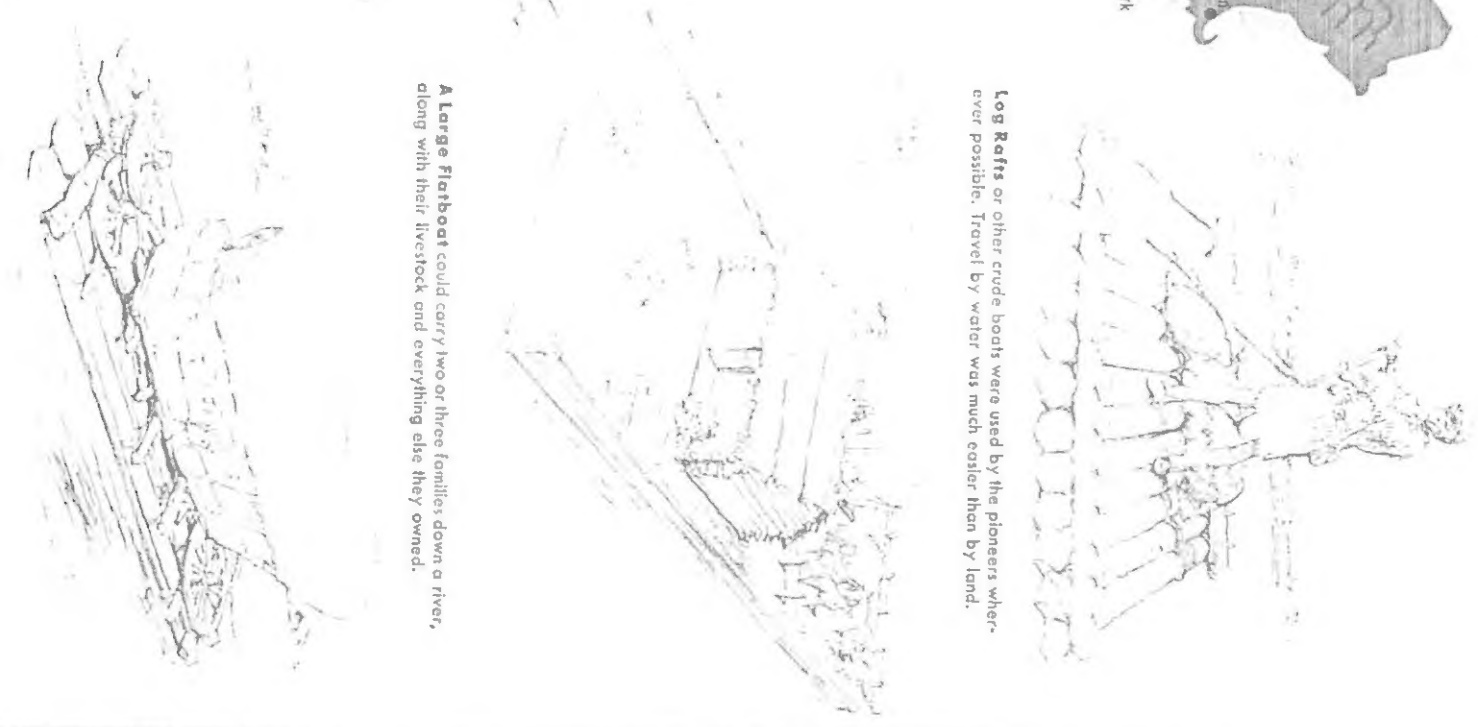 rk
Log Rafts or other crude boats were used by the pioneers wher-
ever possible. Travel by water was much easier than by land.
A Large Flatboat could carry two or three families down a river,
along with their livestock and everything else they owned.